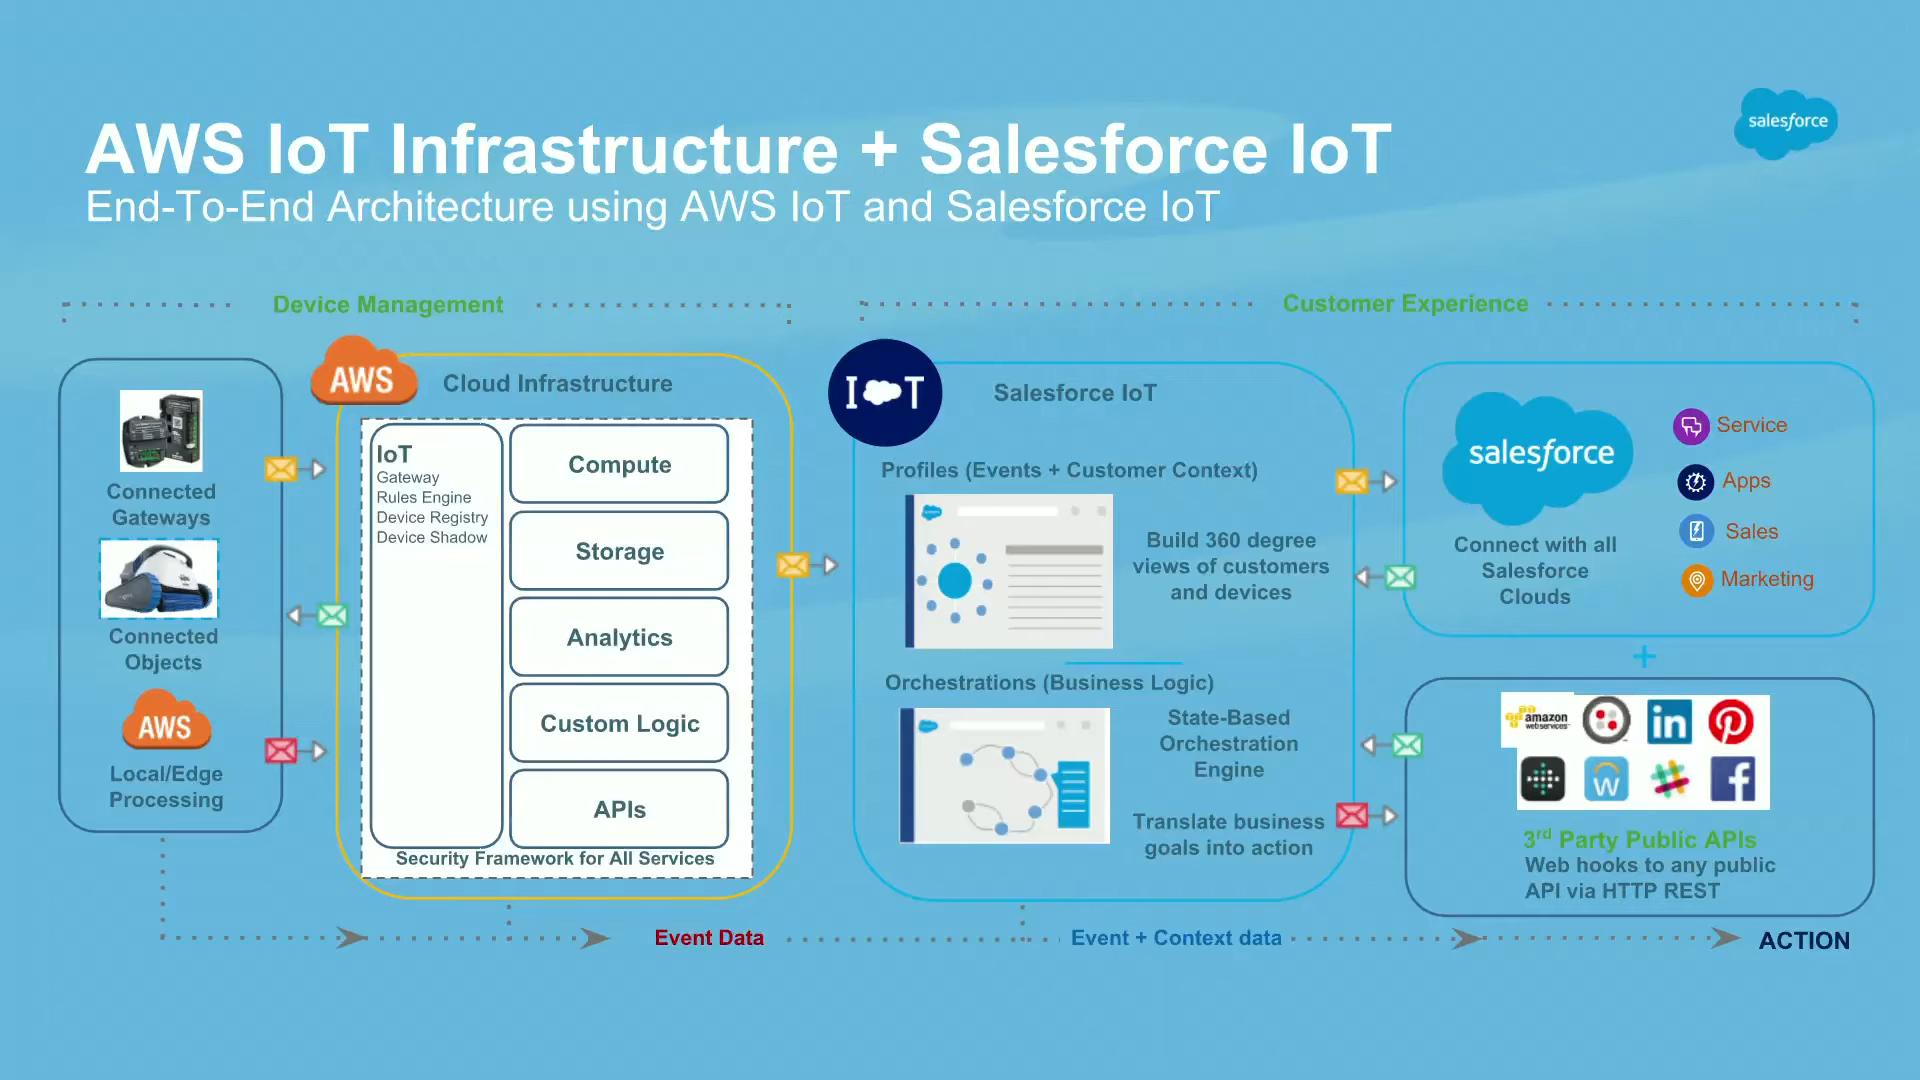 AWS IoT Infrastructure + Salesforce IoT
End-To-End Architecture using AWS IoT and Salesforce IoT
salesforce
Device Management
Customer Experience
Connected
Gateways
Connected
Objects
AWS
Local/Edge
Processing
AWS
Cloud Infrastructure
IoT
Gateway
Rules Engine
Device Registry
Device Shadow
Compute
Storage
Analytics
Custom Logic
APIs
Security Framework for All Services
IoT
Salesforce IoT
Profiles (Events + Customer Context)
Build 360 degree
views of customers
and devices
Orchestrations (Business Logic)
State-Based
Orchestration
Engine
Translate business
goals into action
salesforce
Connect with all
Salesforce
Clouds
Service
Apps
Sales
Marketing
+
amazon
webservices
in
W
f
3rd Party Public APIs
Web hooks to any public
API via HTTP REST
Event Data
Event + Context data
ACTION